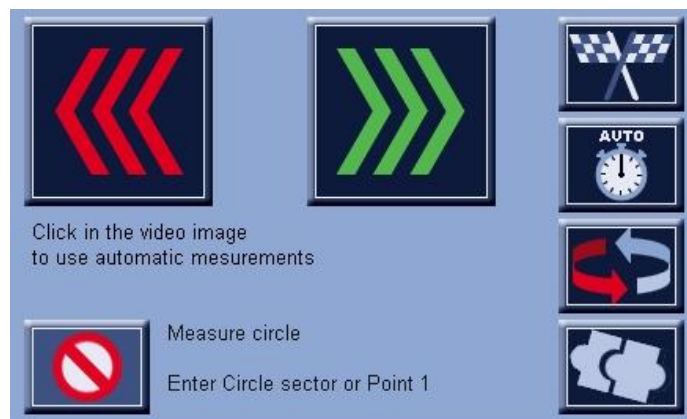 AUTO
Click in the video image
to use automatic mesurements
Measure circle
Enter Circle sector or Point 1